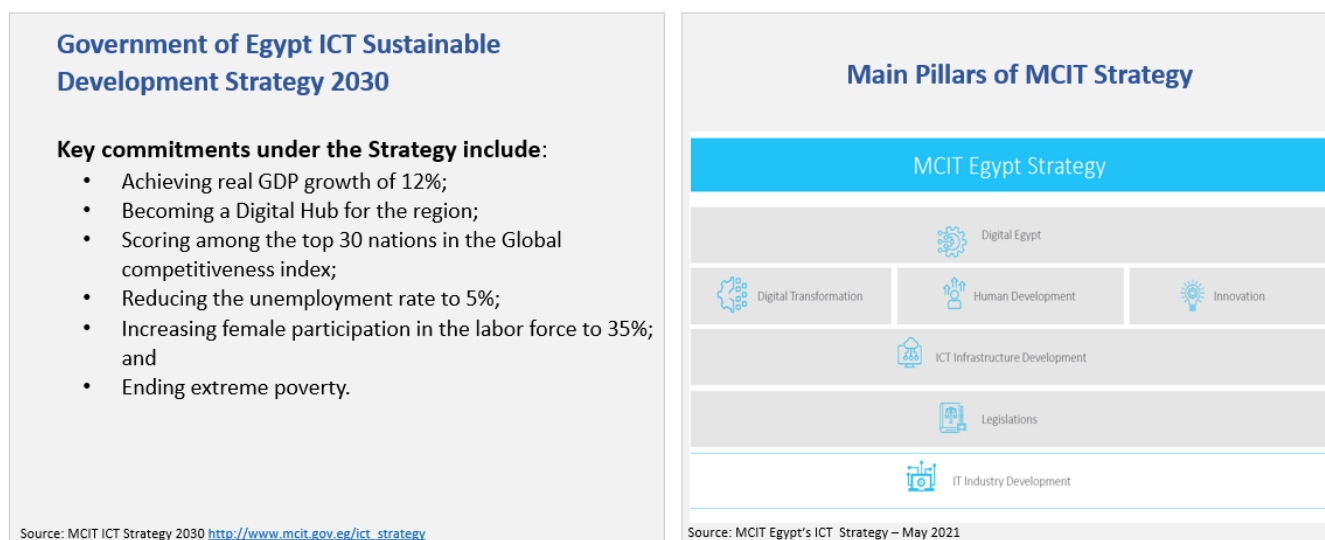 Government of Egypt ICT Sustainable
Development Strategy 2030
Key commitments under the Strategy include:
• Achieving real GDP growth of 12%;
• Becoming a Digital Hub for the region;
• Scoring among the top 30 nations in the Global
competitiveness index;
• Reducing the unemployment rate to 5%;
• Increasing female participation in the labor force to 35%;
and
• Ending extreme poverty.
Source: MCIT ICT Strategy 2030 http://www.mcit.gov.eg/ict_strategy
Main Pillars of MCIT Strategy
MCIT Egypt Strategy
Digital Egypt
Digital Transformation
Human Development
Innovation
ICT Infrastructure Development
Legislations
IT Industry Development
Source: MCIT Egypt's ICT Strategy – May 2021